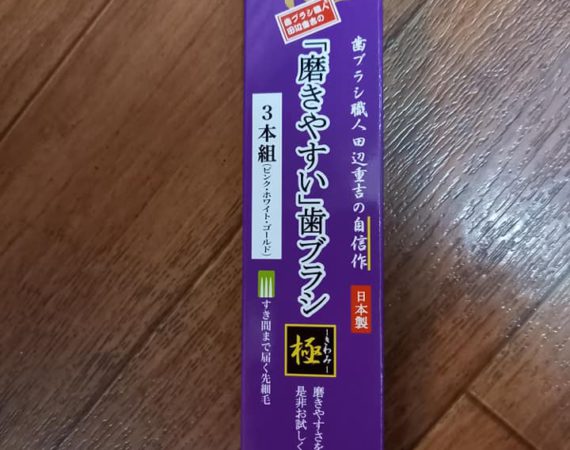 歯ブラシ職人
田辺重吉の
歯ブラシ職人田辺重吉の自信作
日本製
「磨きやすい」歯ブラシ
極
―きわみ―
3本組(ピンク・ホワイト・ゴールド)
すき間まで届く先細毛
磨きやすさを
是非お試しく